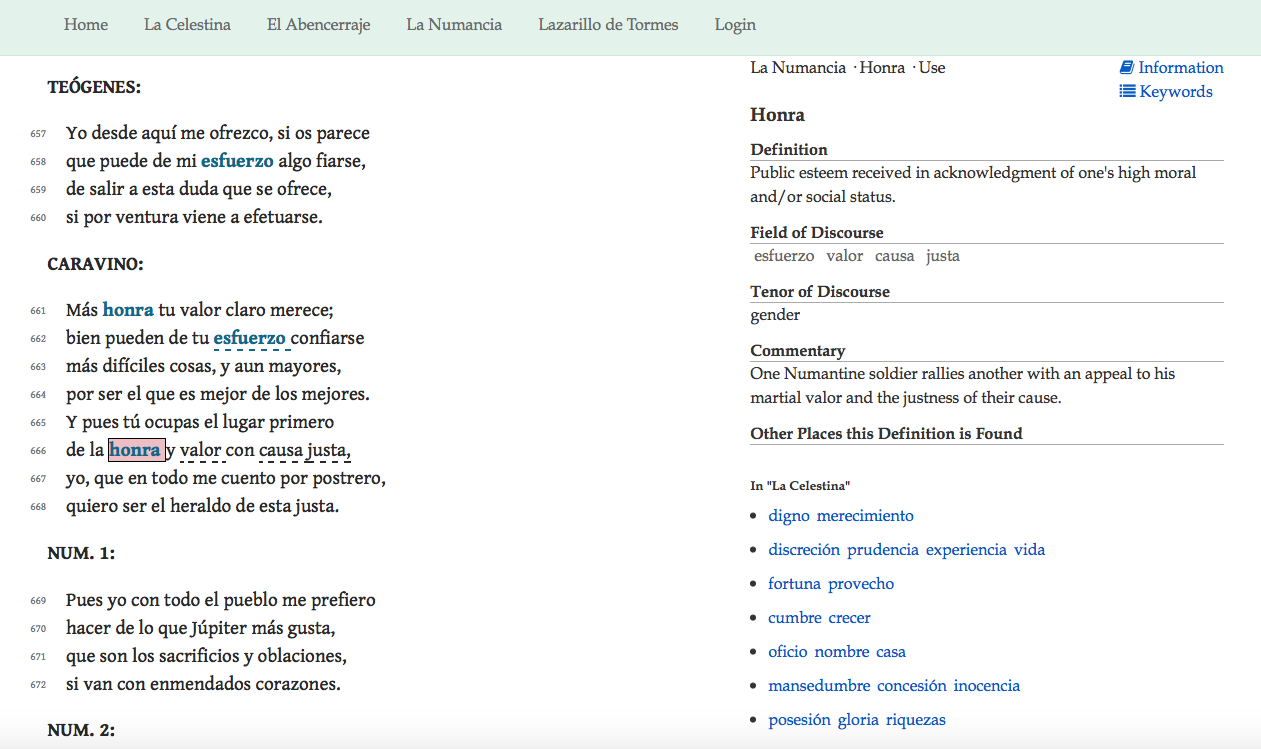 Home La Celestina El Abencerraje La Numancia Lazarillo de Tormes Login
TEÓGENES:
657 Yo desde aquí me ofrezco, si os parece
658 que puede de mi esfuerzo algo fiarse,
659 de salir a esta duda que se ofrece,
660 si por ventura viene a efetuarse.
CARAVINO:
661 Más honra tu valor claro merece;
662 bien pueden de tu esfuerzo confiarse
663 más difíciles cosas, y aun mayores,
664 por ser el que es mejor de los mejores.
665 Y pues tú ocupas el lugar primero
666 de la honra y valor con causa justa,
667 yo, que en todo me cuento por postrero,
668 quiero ser el heraldo de esta justa.
NUM. 1:
669 Pues yo con todo el pueblo me prefiero
670 hacer de lo que Júpiter más gusta,
671 que son los sacrificios y oblaciones,
672 si van con enmendados corazones.
NUM. 2:
La Numancia · Honra · Use
Information
Keywords
Honra
Definition
Public esteem received in acknowledgment of one's high moral
and/or social status.
Field of Discourse
esfuerzo valor causa justa
Tenor of Discourse
gender
Commentary
One Numantine soldier rallies another with an appeal to his
martial valor and the justness of their cause.
Other Places this Definition is Found
In "La Celestina"
• digno merecimiento
• discreción prudencia experiencia vida
• fortuna provecho
• cumbre crecer
• oficio nombre casa
• mansedumbre concesión inocencia
• posesión gloria riquezas